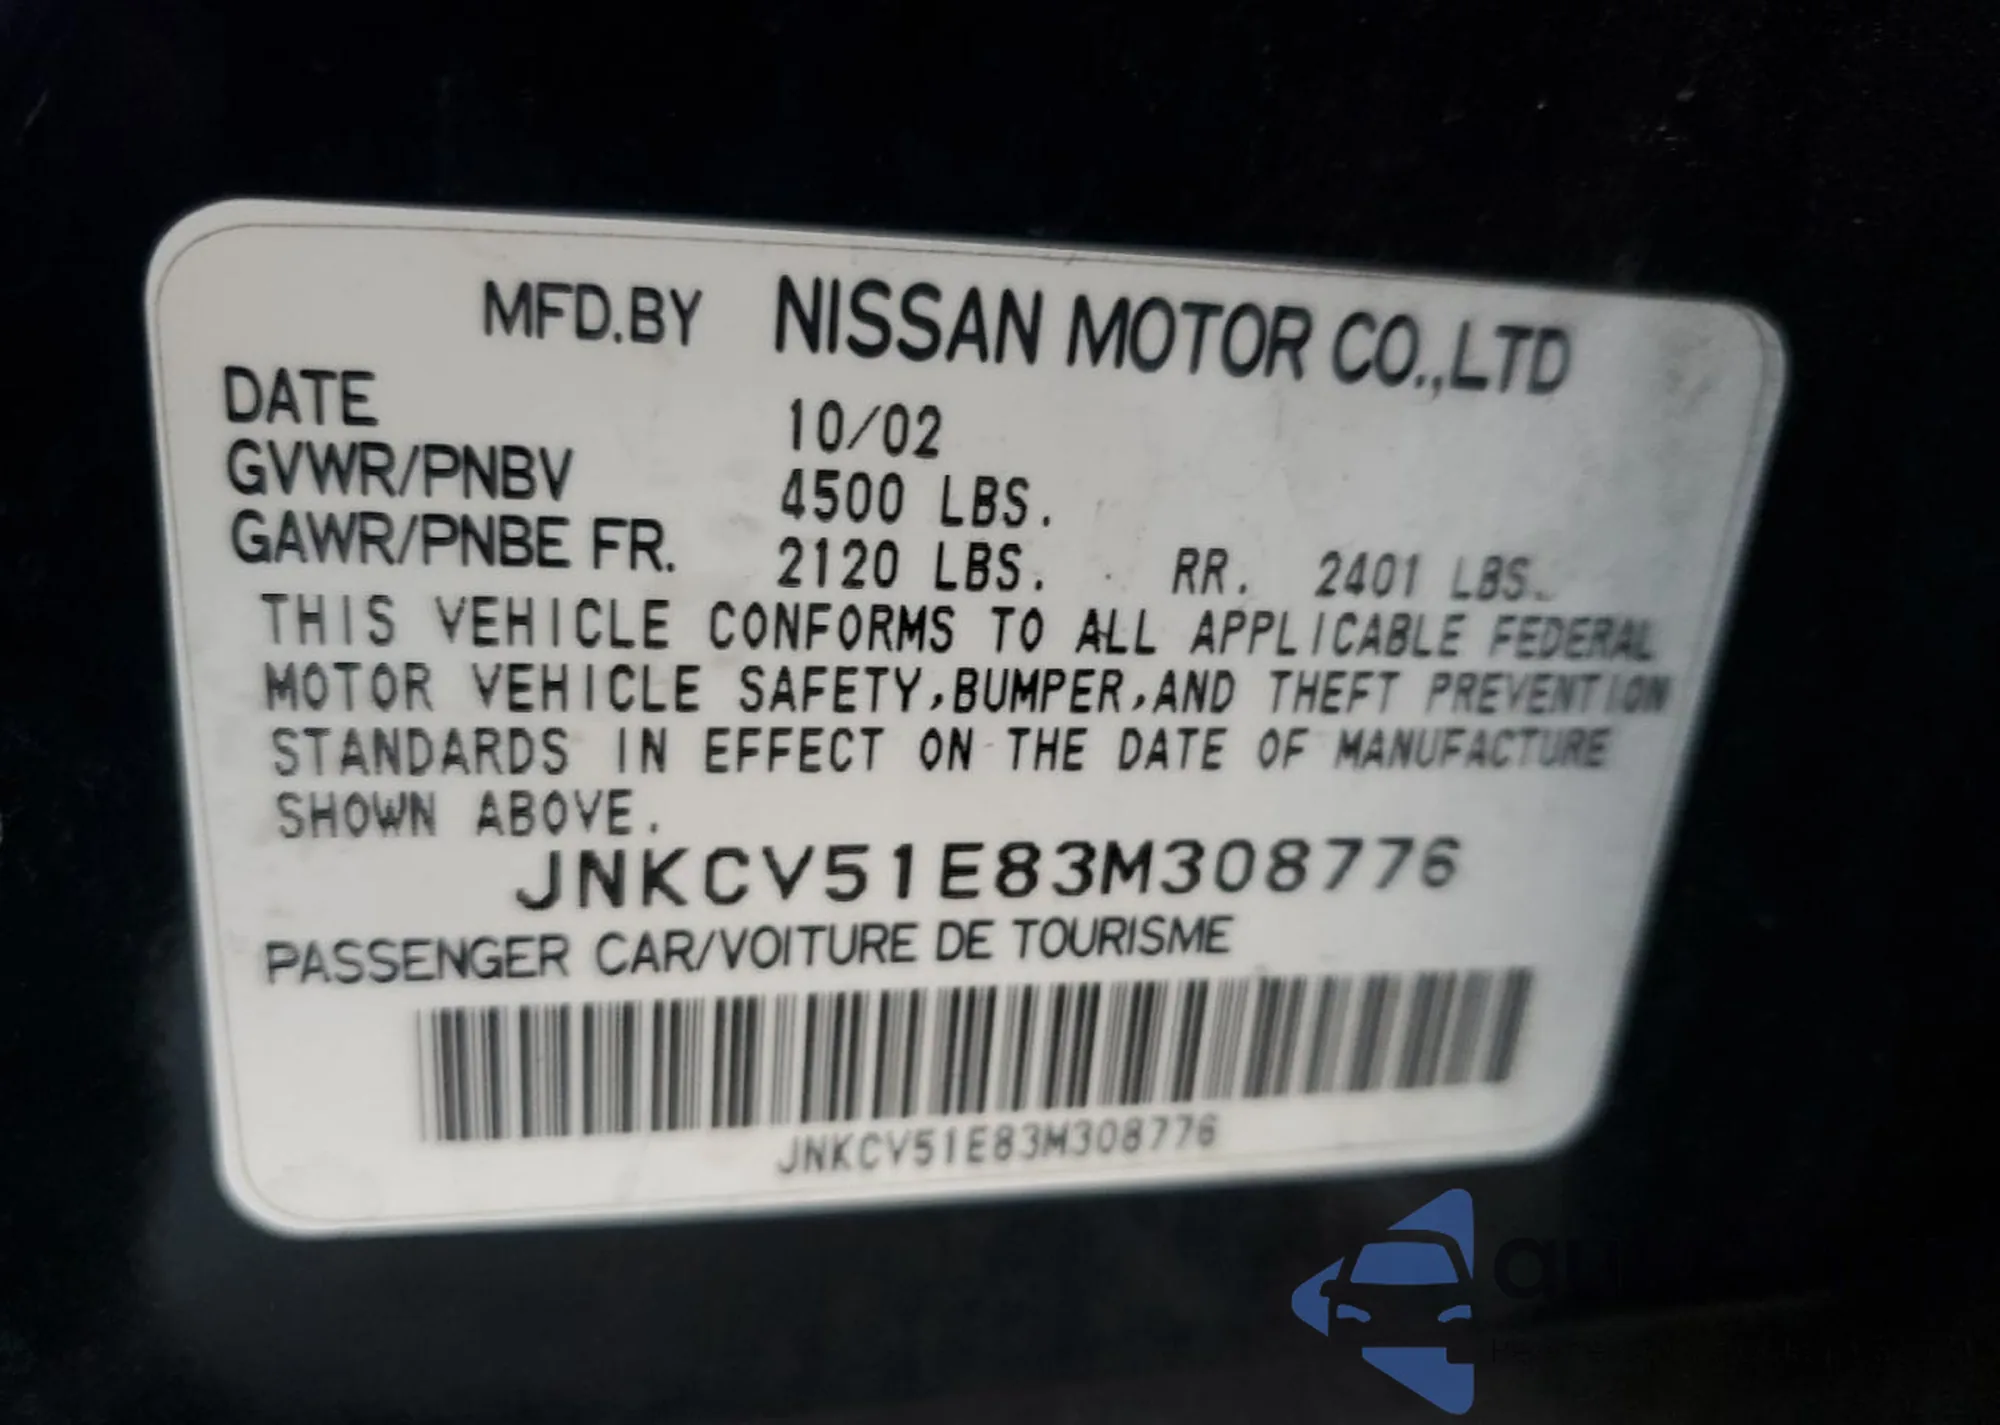 MFD.BY NISSAN MOTOR CO.,LTD
DATE 10/02
GVWR/PNBV 4500 LBS.
GAWR/PNBE FR. 2120 LBS. RR. 2401 LBS.
THIS VEHICLE CONFORMS TO ALL APPLICABLE FEDERAL
MOTOR VEHICLE SAFETY,BUMPER,AND THEFT PREVENTION
STANDARDS IN EFFECT ON THE DATE OF MANUFACTURE
SHOWN ABOVE.
JNKCV51E83M308776
PASSENGER CAR/VOITURE DE TOURISME
JNKCV51E83M308776